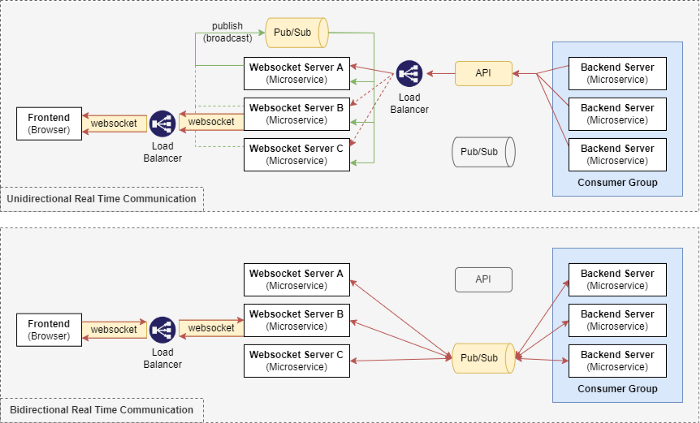 publish
(broadcast)
Pub/Sub
Websocket Server A
(Microservice)
Websocket Server B
(Microservice)
Websocket Server C
(Microservice)
Load
Balancer
API
Pub/Sub
Backend Server
(Microservice)
Backend Server
(Microservice)
Backend Server
(Microservice)
Consumer Group
Frontend
(Browser)
websocket
Load
Balancer
websocket
Unidirectional Real Time Communication
Websocket Server A
(Microservice)
Websocket Server B
(Microservice)
Websocket Server C
(Microservice)
API
Pub/Sub
Backend Server
(Microservice)
Backend Server
(Microservice)
Backend Server
(Microservice)
Consumer Group
Frontend
(Browser)
websocket
Load
Balancer
websocket
Bidirectional Real Time Communication